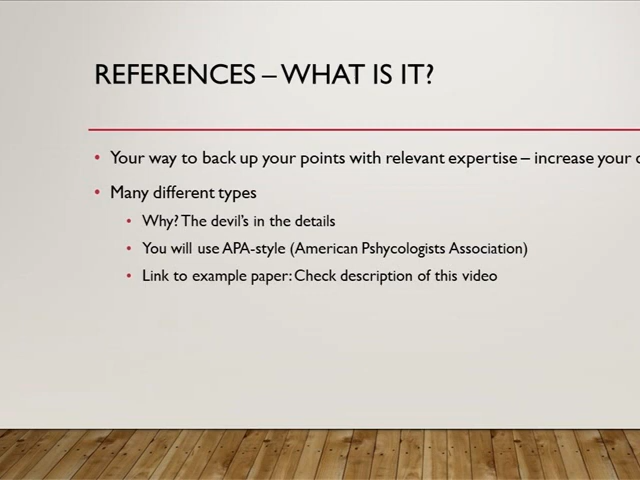 REFERENCES – WHAT IS IT?
• Your way to back up your points with relevant expertise – increase your
• Many different types
• Why? The devil's in the details
• You will use APA-style (American Pshycologists Association)
• Link to example paper: Check description of this video